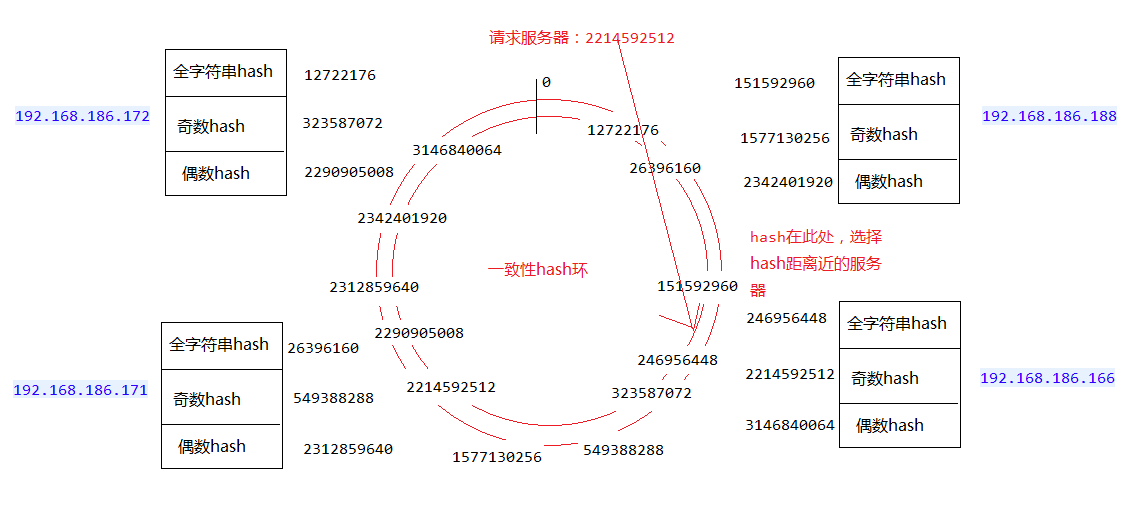 请求服务器：2214592512
192.168.186.172
全字符串hash 12722176
奇数hash 323587072
偶数hash 2290905008
192.168.186.188
151592960 全字符串hash
1577130256 奇数hash
2342401920 偶数hash
0
12722176
26396160
151592960
246956448
323587072
549388288
1577130256
2214592512
2290905008
2312859640
2342401920
3146840064
一致性hash环
hash在此处，选择
hash距离近的服务
器
192.168.186.171
全字符串hash 26396160
奇数hash 549388288
偶数hash 2312859640
192.168.186.166
246956448 全字符串hash
2214592512 奇数hash
3146840064 偶数hash